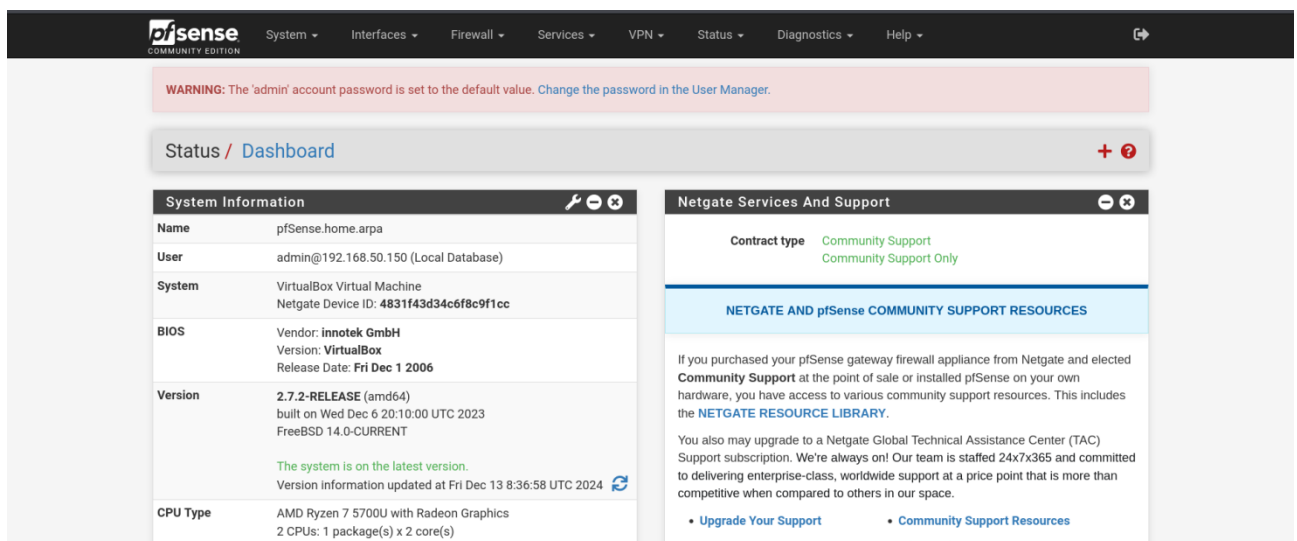 pfsense
COMMUNITY EDITION
System
Interfaces
Firewall
Services
VPN
Status
Diagnostics
Help
WARNING: The 'admin' account password is set to the default value. Change the password in the User Manager.
Status / Dashboard
System Information
Name pfSense.home.arpa
User admin@192.168.50.150 (Local Database)
System VirtualBox Virtual Machine
Netgate Device ID: 4831f43d34c6f8c9f1cc
BIOS Vendor: innotek GmbH
Version: VirtualBox
Release Date: Fri Dec 1 2006
Version 2.7.2-RELEASE (amd64)
built on Wed Dec 6 20:10:00 UTC 2023
FreeBSD 14.0-CURRENT
The system is on the latest version.
Version information updated at Fri Dec 13 8:36:58 UTC 2024
CPU Type AMD Ryzen 7 5700U with Radeon Graphics
2 CPUs: 1 package(s) x 2 core(s)
Netgate Services And Support
Contract type Community Support
Community Support Only
NETGATE AND pfSense COMMUNITY SUPPORT RESOURCES
If you purchased your pfSense gateway firewall appliance from Netgate and elected
Community Support at the point of sale or installed pfSense on your own
hardware, you have access to various community support resources. This includes
the NETGATE RESOURCE LIBRARY.
You also may upgrade to a Netgate Global Technical Assistance Center (TAC)
Support subscription. We're always on! Our team is staffed 24x7x365 and committed
to delivering enterprise-class, worldwide support at a price point that is more than
competitive when compared to others in our space.
• Upgrade Your Support
• Community Support Resources